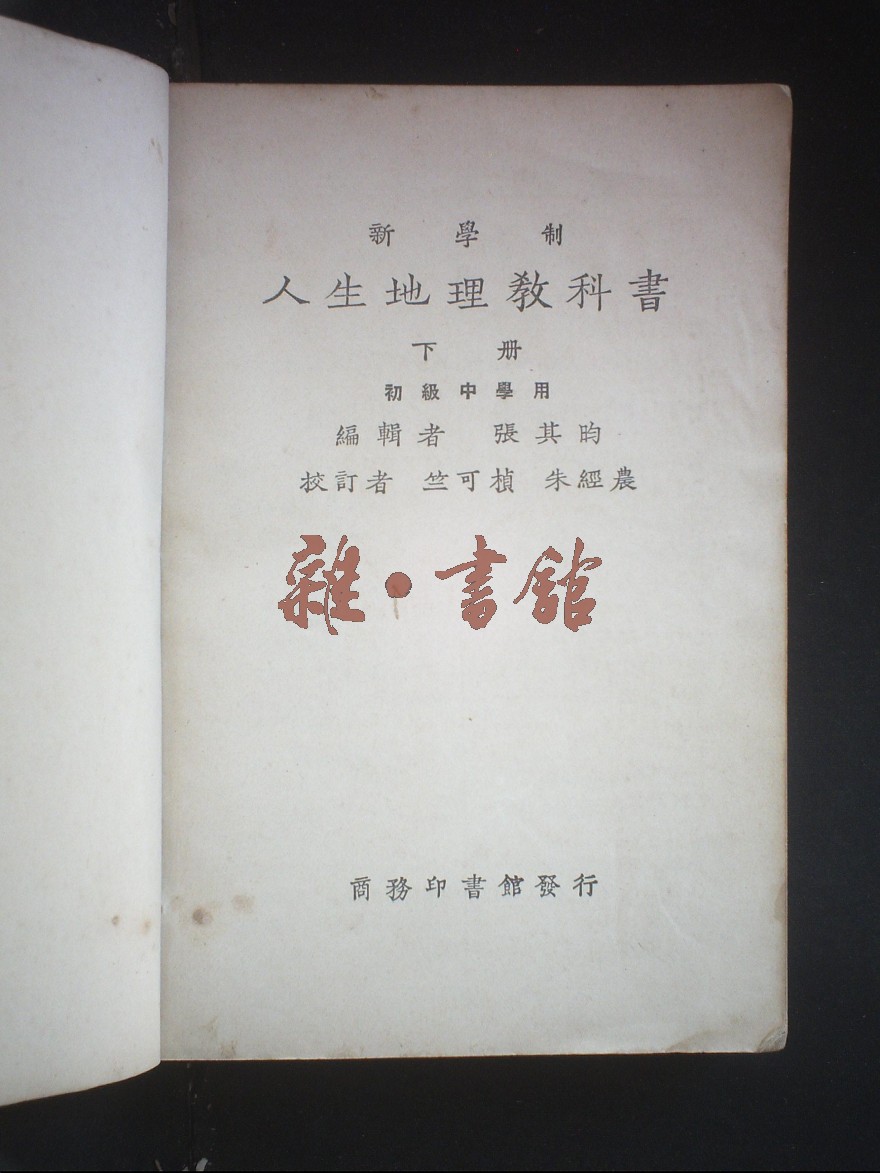 新學制
人生地理教科書
下册
初級中學用
編輯者 張其昀
校訂者 竺可楨 朱經農
雜·書館
商務印書館發行